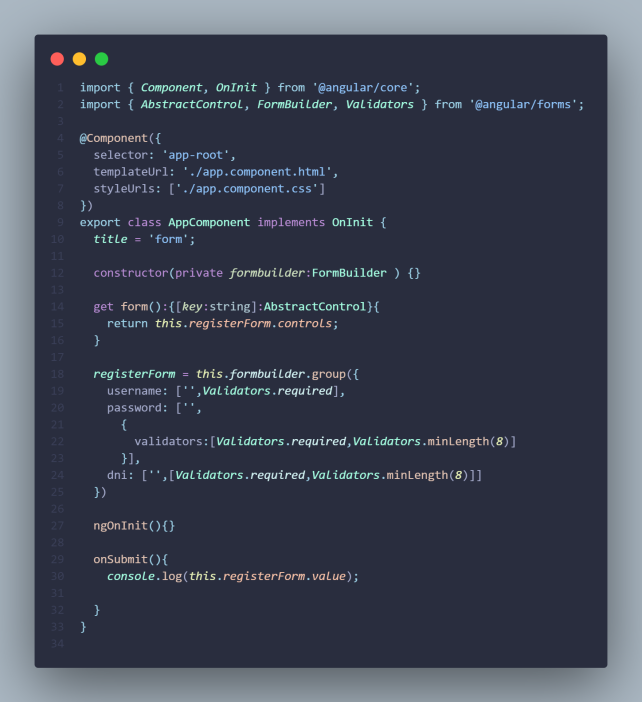 1 import { Component, OnInit } from '@angular/core';
2 import { AbstractControl, FormBuilder, Validators } from '@angular/forms';
3
4 @Component({
5   selector: 'app-root',
6   templateUrl: './app.component.html',
7   styleUrls: ['./app.component.css']
8 })
9 export class AppComponent implements OnInit {
10   title = 'form';
11
12   constructor(private formbuilder:FormBuilder ) {}
13
14   get form():{[key:string]:AbstractControl}{
15     return this.registerForm.controls;
16   }
17
18   registerForm = this.formbuilder.group({
19     username: ['',Validators.required],
20     password: ['',
21       {
22         validators:[Validators.required,Validators.minLength(8)]
23       }],
24     dni: ['',[Validators.required,Validators.minLength(8)]]
25   })
26
27   ngOnInit(){}
28
29   onSubmit(){
30     console.log(this.registerForm.value);
31
32   }
33 }
34